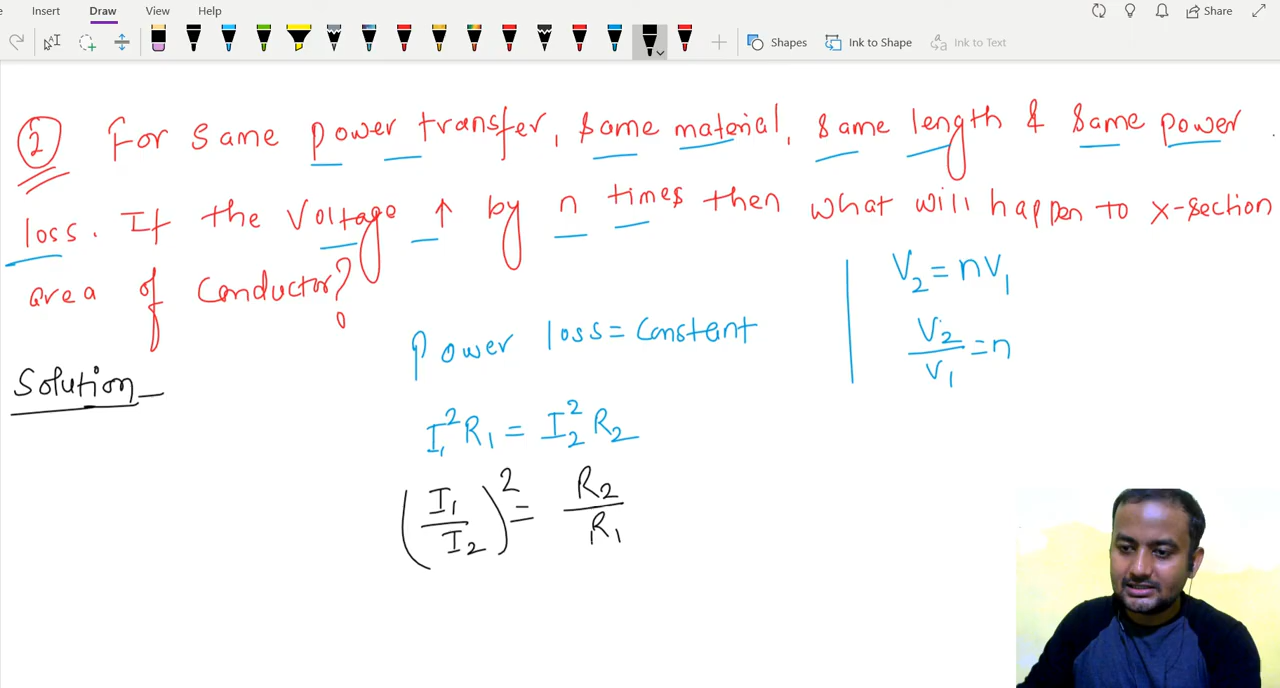 Insert Draw View Help
Share
Shapes Ink to Shape Ink to Text
② For same power transfer, same material, same length & same power
loss. If the voltage ↑ by n times then what will happen to x-section
area of conductor?
V₂ = nV₁
V₂/V₁ = n
Power loss = Constant
Solution
I₁²R₁ = I₂²R₂
(I₁/I₂)² = R₂/R₁